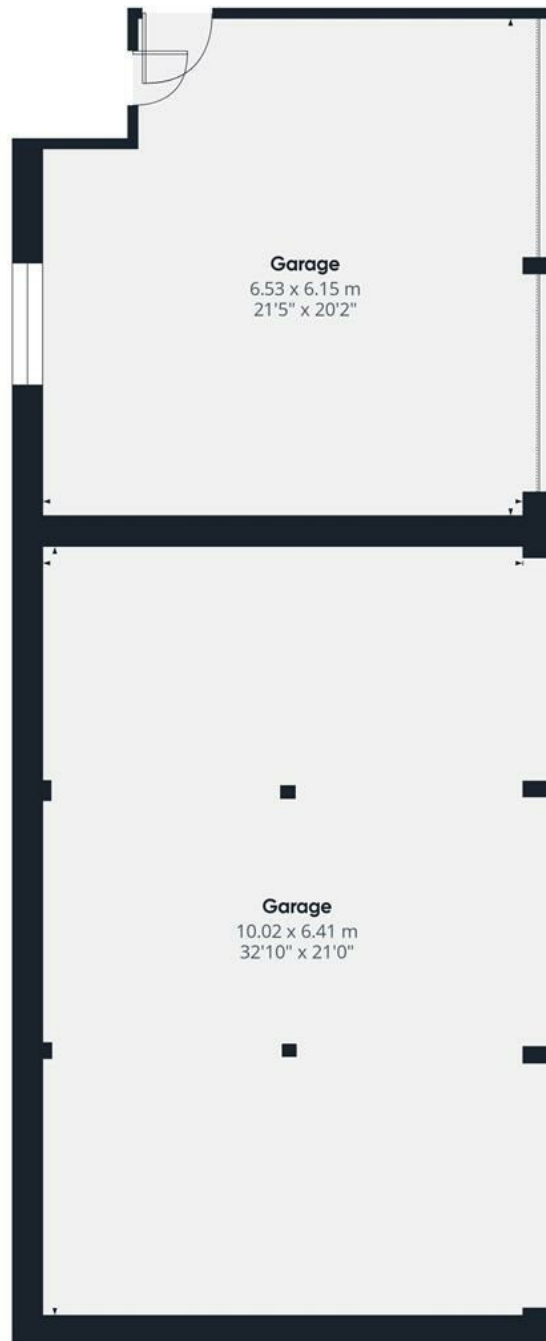 Garage
6.53 x 6.15 m
21'5" x 20'2"
Garage
10.02 x 6.41 m
32'10" x 21'0"